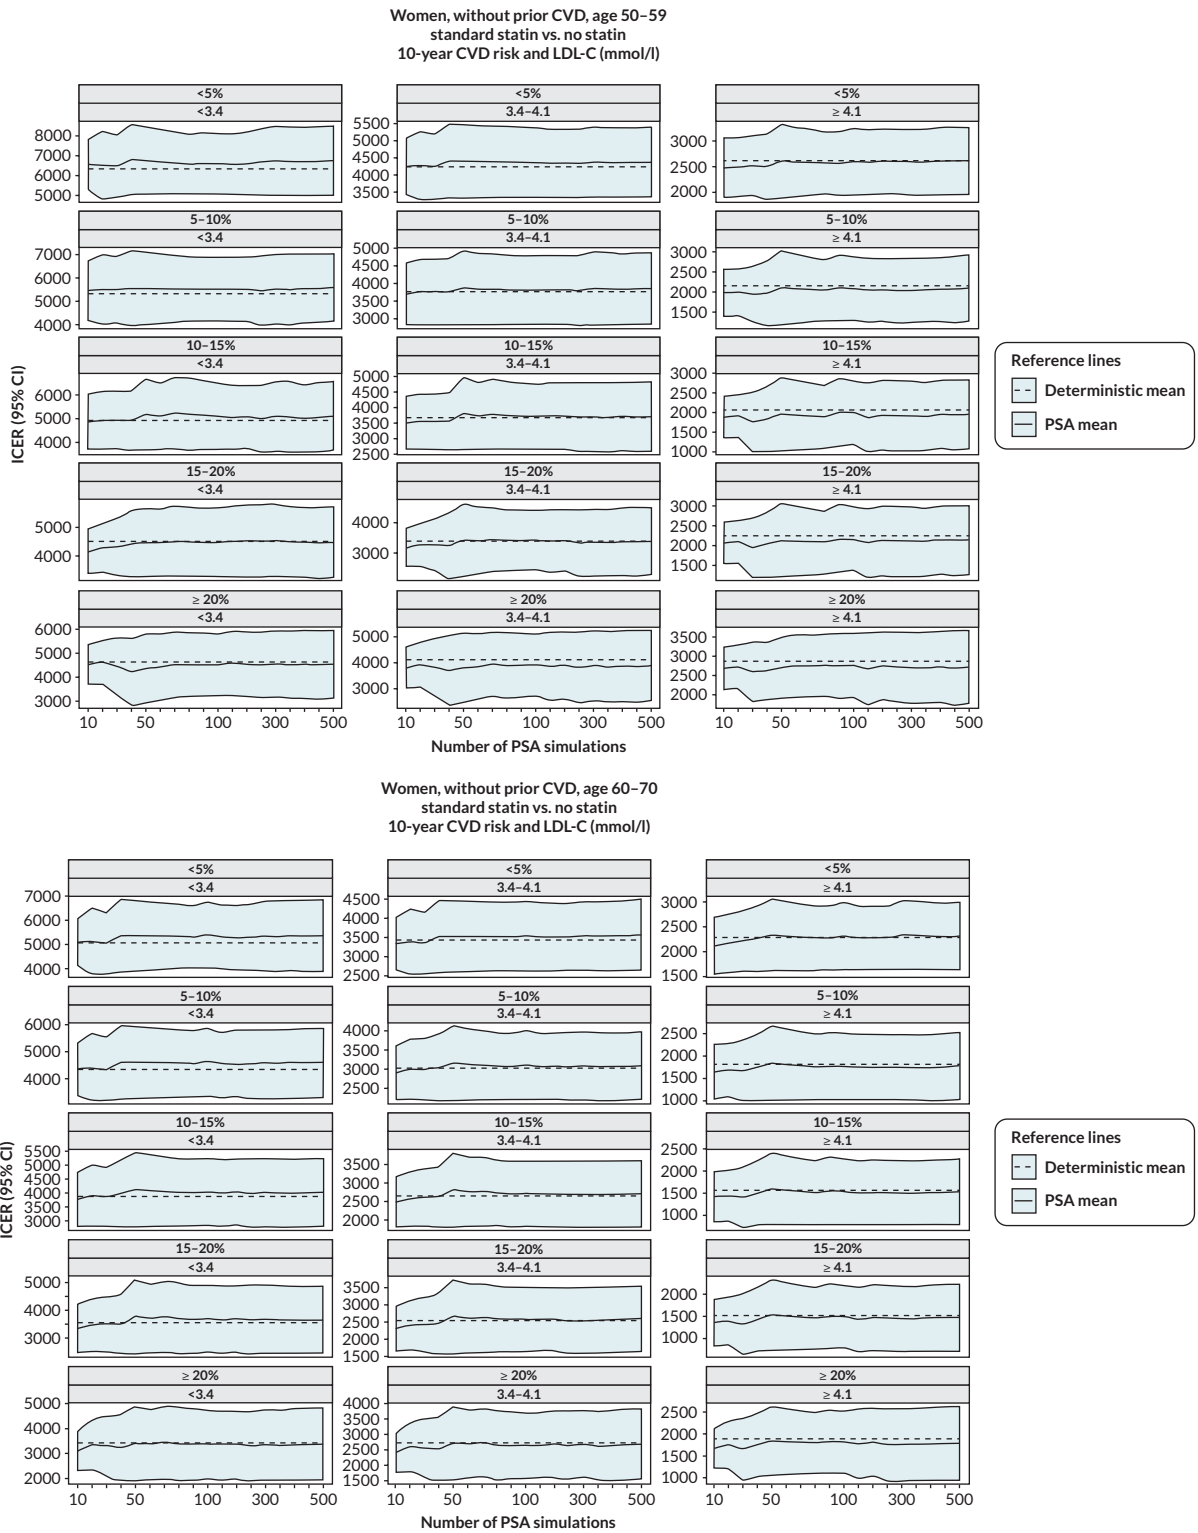 Women, without prior CVD, age 50–59
standard statin vs. no statin
10-year CVD risk and LDL-C (mmol/l)
<5% <5% <5%
<3.4 3.4–4.1 ≥ 4.1
8000 7000 6000 5000
5500 5000 4500 4000 3500
3000 2500 2000
5–10% 5–10% 5–10%
<3.4 3.4–4.1 ≥ 4.1
7000 6000 5000 4000
5000 4500 4000 3500 3000
3000 2500 2000 1500
10–15% 10–15% 10–15%
<3.4 3.4–4.1 ≥ 4.1
6000 5000 4000
5000 4500 4000 3500 3000 2500
3000 2500 2000 1500 1000
15–20% 15–20% 15–20%
<3.4 3.4–4.1 ≥ 4.1
5000 4000
4000 3000
3000 2500 2000 1500
≥ 20% ≥ 20% ≥ 20%
<3.4 3.4–4.1 ≥ 4.1
6000 5000 4000 3000
5000 4000 3000
3500 3000 2500 2000
10 50 100 300 500 10 50 100 300 500 10 50 100 300 500
ICER (95% CI)
Number of PSA simulations
Reference lines
Deterministic mean
PSA mean
Women, without prior CVD, age 60–70
standard statin vs. no statin
10-year CVD risk and LDL-C (mmol/l)
<5% <5% <5%
<3.4 3.4–4.1 ≥ 4.1
7000 6000 5000 4000
4500 4000 3500 3000 2500
3000 2500 2000 1500
5–10% 5–10% 5–10%
<3.4 3.4–4.1 ≥ 4.1
6000 5000 4000
4000 3500 3000 2500
2500 2000 1500 1000
10–15% 10–15% 10–15%
<3.4 3.4–4.1 ≥ 4.1
5500 5000 4500 4000 3500 3000
3500 3000 2500 2000
2500 2000 1500 1000
15–20% 15–20% 15–20%
<3.4 3.4–4.1 ≥ 4.1
5000 4000 3000
3500 3000 2500 2000 1500
2000 1500 1000
≥ 20% ≥ 20% ≥ 20%
<3.4 3.4–4.1 ≥ 4.1
5000 4000 3000 2000
4000 3500 3000 2500 2000 1500
2500 2000 1500 1000
10 50 100 300 500 10 50 100 300 500 10 50 100 300 500
ICER (95% CI)
Number of PSA simulations
Reference lines
Deterministic mean
PSA mean